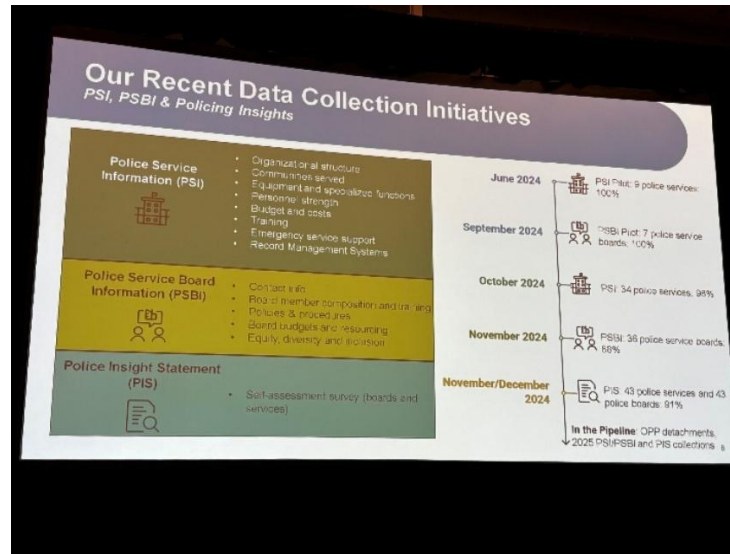 Our Recent Data Collection Initiatives
PSI, PSBI & Policing Insights
Police Service
Information (PSI)
• Organizational structure
• Communities served
• Equipment and specialized functions
• Personnel strength
• Budget and costs
• Training
• Emergency service support
• Record Management Systems
Police Service Board
Information (PSBI)
• Contact info
• Board member composition and training
• Policies & procedures
• Board budgets and resourcing
• Equity, diversity and inclusion
Police Insight Statement
(PIS)
• Self-assessment survey (boards and
services)
June 2024
PSI Pilot: 9 police services:
100%
September 2024
PSBI Pilot: 7 police service
boards: 100%
October 2024
PSI: 34 police services:
November 2024
PSBI: 36 police service boards:
November/December
2024
PIS: 43 police services and 43
police boards: 91%
In the Pipeline: OPP detachments,
2025 PSI/PSBI and PIS collections